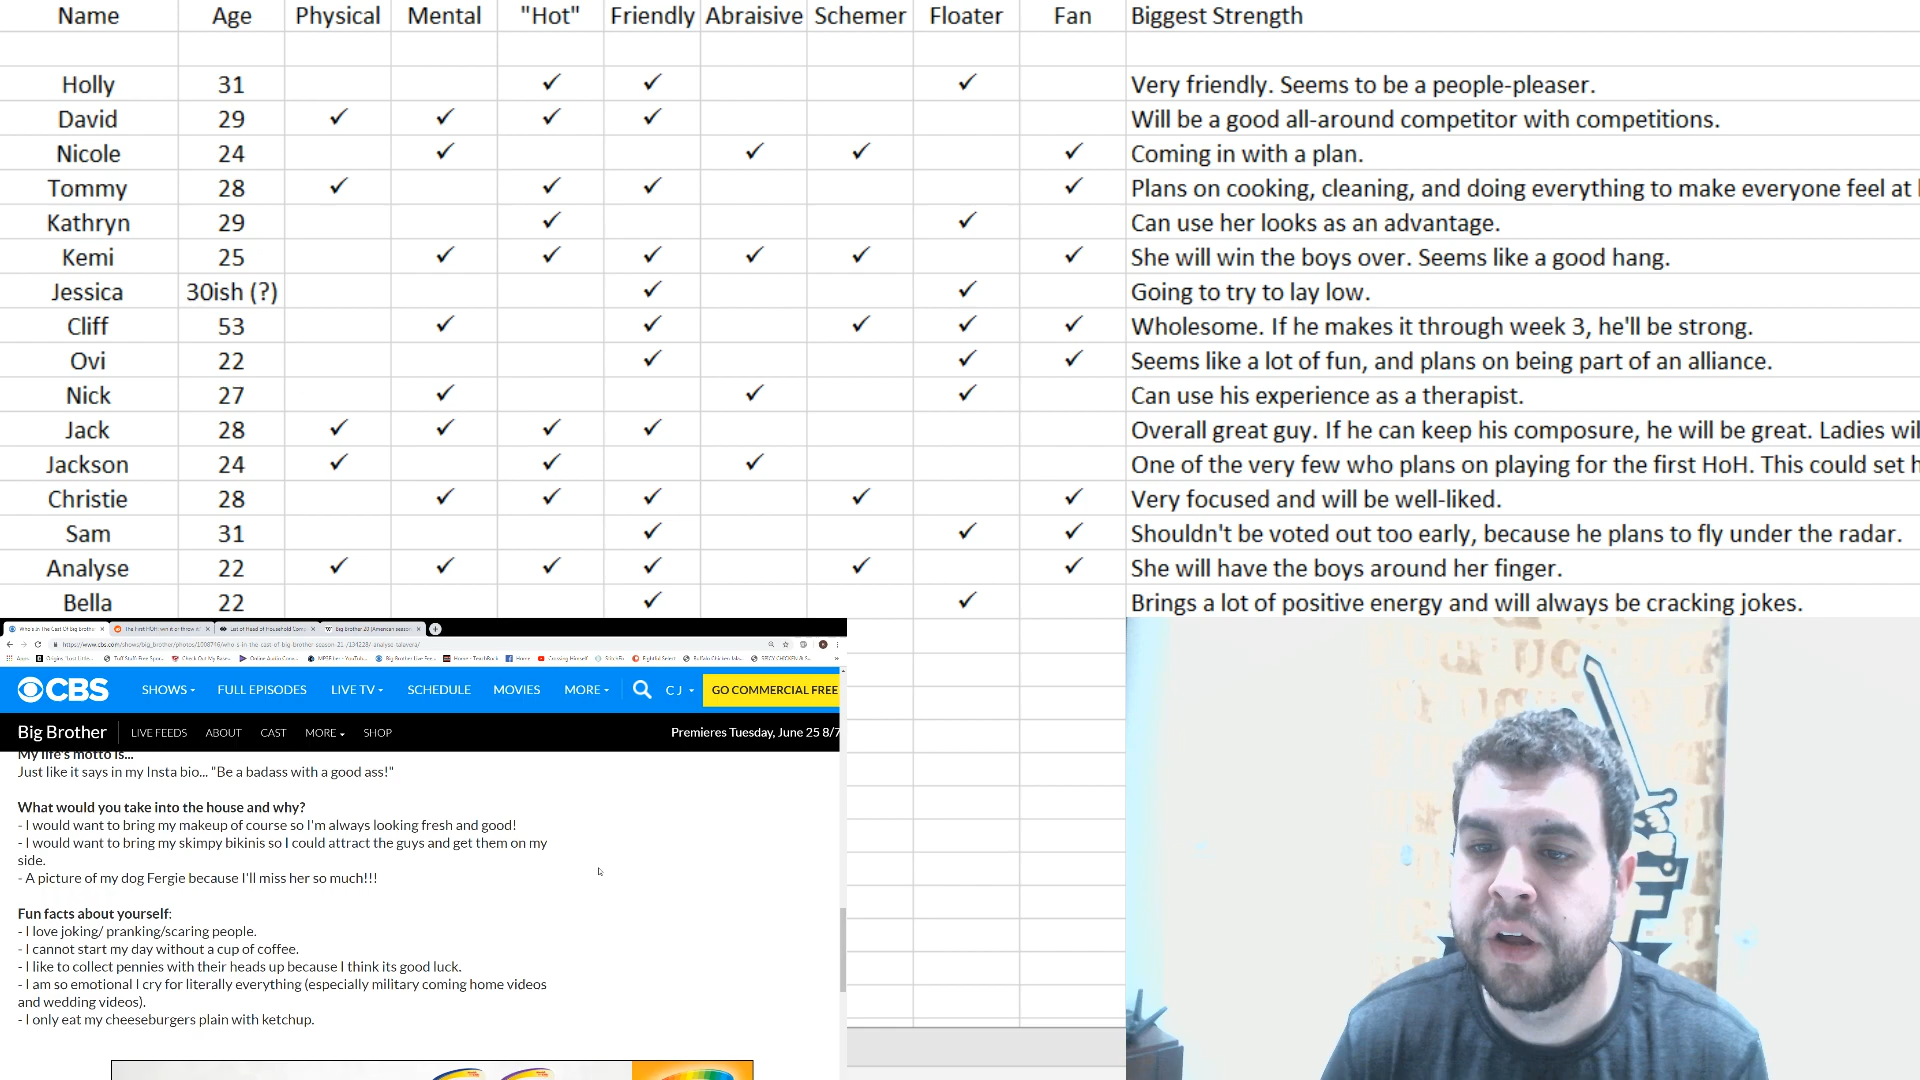 Name Age Physical Mental "Hot" Friendly Abraisive Schemer Floater Fan Biggest Strength
Holly 31 ✓ ✓ ✓ Very friendly. Seems to be a people-pleaser.
David 29 ✓ ✓ ✓ ✓ Will be a good all-around competitor with competitions.
Nicole 24 ✓ ✓ ✓ ✓ Coming in with a plan.
Tommy 28 ✓ ✓ ✓ ✓ Plans on cooking, cleaning, and doing everything to make everyone feel at
Kathryn 29 ✓ ✓ Can use her looks as an advantage.
Kemi 25 ✓ ✓ ✓ ✓ ✓ ✓ She will win the boys over. Seems like a good hang.
Jessica 30ish (?) ✓ ✓ Going to try to lay low.
Cliff 53 ✓ ✓ ✓ ✓ ✓ Wholesome. If he makes it through week 3, he'll be strong.
Ovi 22 ✓ ✓ ✓ Seems like a lot of fun, and plans on being part of an alliance.
Nick 27 ✓ ✓ ✓ Can use his experience as a therapist.
Jack 28 ✓ ✓ ✓ ✓ Overall great guy. If he can keep his composure, he will be great. Ladies wil
Jackson 24 ✓ ✓ ✓ One of the very few who plans on playing for the first HoH. This could set
Christie 28 ✓ ✓ ✓ ✓ ✓ Very focused and will be well-liked.
Sam 31 ✓ ✓ ✓ Shouldn't be voted out too early, because he plans to fly under the radar.
Analyse 22 ✓ ✓ ✓ ✓ ✓ ✓ She will have the boys around her finger.
Bella 22 ✓ ✓ Brings a lot of positive energy and will always be cracking jokes.
CBS SHOWS FULL EPISODES LIVE TV SCHEDULE MOVIES MORE C J GO COMMERCIAL FREE
Big Brother LIVE FEEDS ABOUT CAST MORE SHOP Premieres Tuesday, June 25 8/7
My life's motto is...
Just like it says in my Insta bio... "Be a badass with a good ass!"
What would you take into the house and why?
- I would want to bring my makeup of course so I'm always looking fresh and good!
- I would want to bring my skimpy bikinis so I could attract the guys and get them on my
side.
- A picture of my dog Fergie because I'll miss her so much!!!
Fun facts about yourself:
- I love joking/ pranking/scaring people.
- I cannot start my day without a cup of coffee.
- I like to collect pennies with their heads up because I think its good luck.
- I am so emotional I cry for literally everything (especially military coming home videos
and wedding videos).
- I only eat my cheeseburgers plain with ketchup.